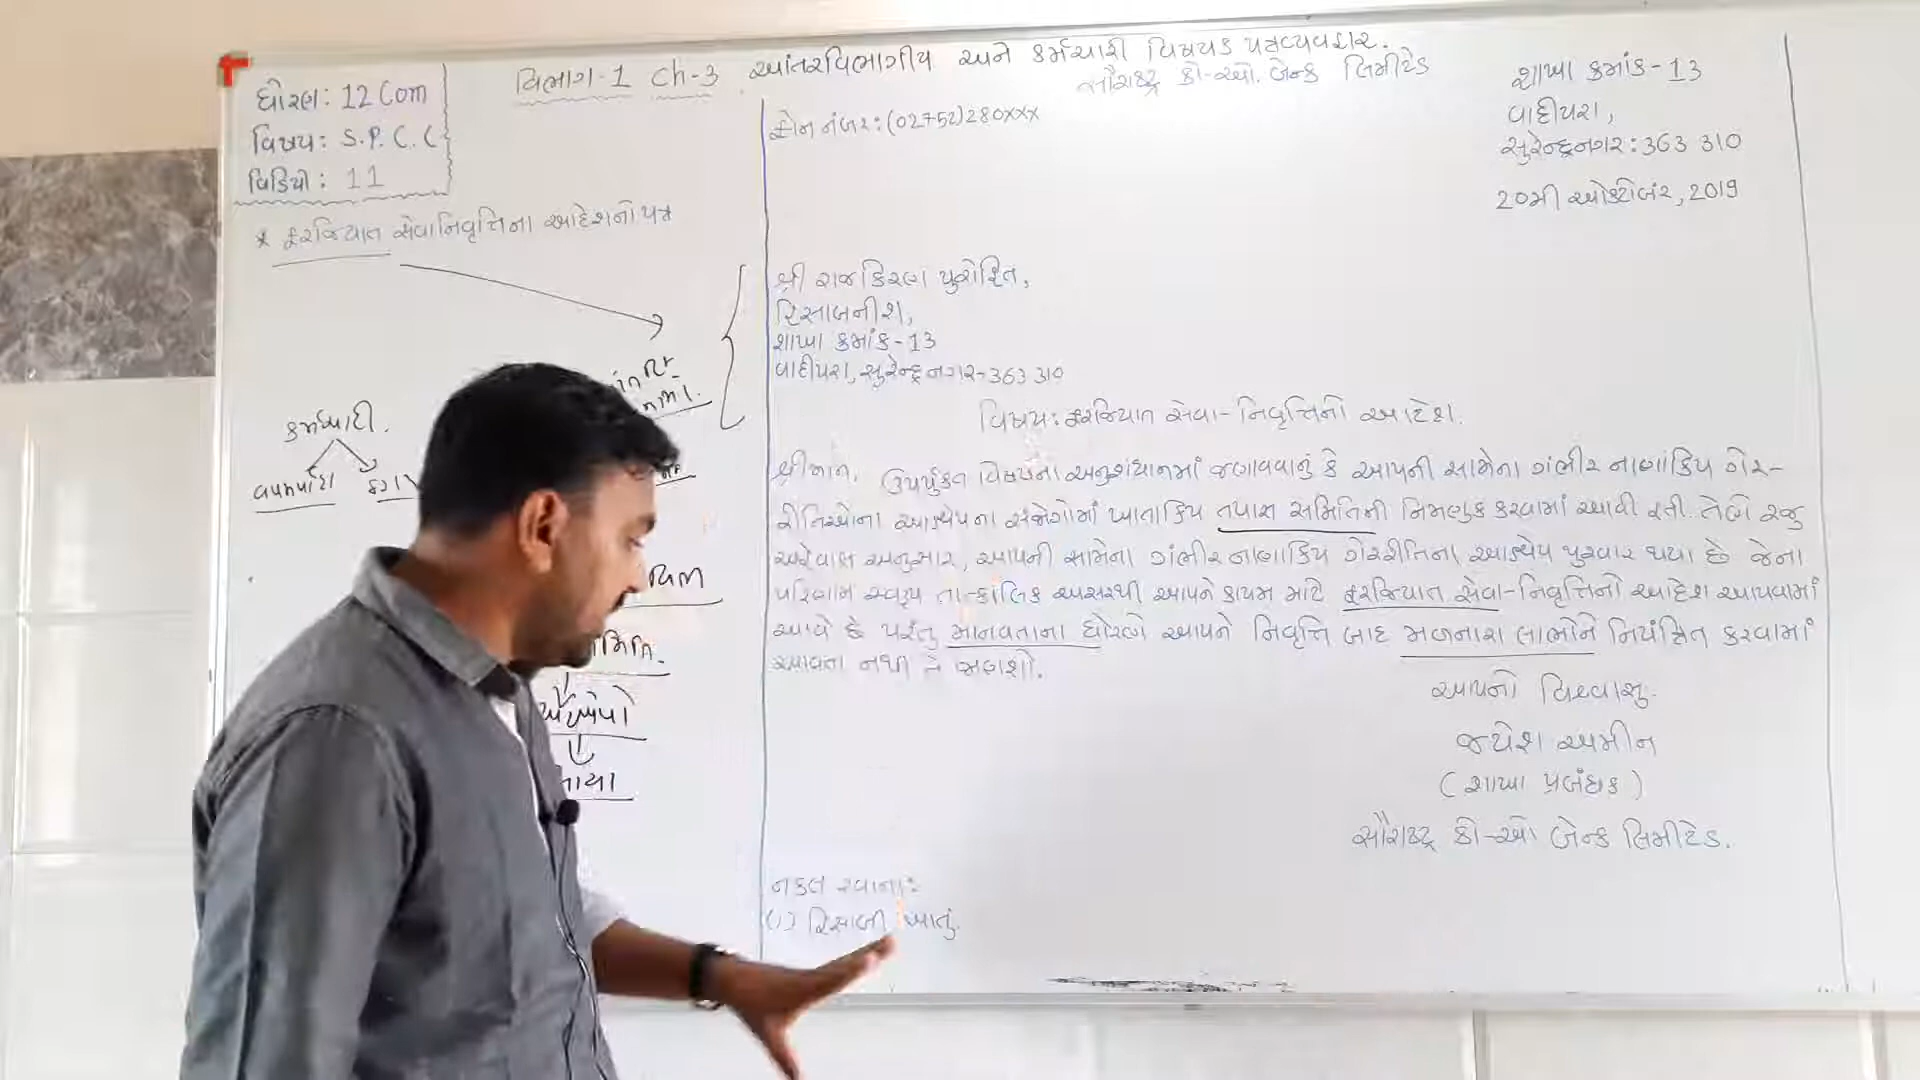 ધોરણ: 12 Com
વિષય: S.P.C.C
વિડિયો: 11
વિભાગ-1 Ch-3 આંતરવિભાગીય અને કર્મચારી વિષયક પત્રવ્યવહાર.
* ફરજિયાત સેવાનિવૃત્તિના આદેશનો પત્ર
કર્મચારી.
સૌરાષ્ટ્ર કો-ઓ. બેન્ક લિમીટેડ
ફોન નંબર: (02752)280xxx
શાખા ક્રમાંક-13
વાદીપરા,
સુરેન્દ્રનગર: 363 310
20મી ઓક્ટોબર, 2019
શ્રી રાજકિરણ પુરોહિત,
હિસાબનીશ,
શાખા ક્રમાંક-13
વાદીપરા, સુરેન્દ્રનગર-363 310
વિષય: ફરજિયાત સેવા-નિવૃત્તિનો આદેશ.
શ્રીમાન,
ઉપર્યુક્ત વિષયના અનુસંધાનમાં જણાવવાનું કે આપની સામેના ગંભીર નાણાંકિય ગેર-
રીતિઓના આક્ષેપના સંજોગોમાં ખાતાકિય તપાસ સમિતિની નિમણુક કરવામાં આવી હતી. તેણે રજુ
અહેવાલ અનુસાર, આપની સામેના ગંભીર નાણાકિય ગેરરીતિના આક્ષેપ પુરવાર થયા છે જેના
પરિણામ સ્વરૂપ તાત્કાલિક અસરથી આપને કાયમ માટે ફરજિયાત સેવા-નિવૃત્તિનો આદેશ આપવામાં
આવે છે પરંતુ માનવતાના ધોરણે આપને નિવૃત્તિ બાદ મળનારા લાભોને નિયંત્રિત કરવામાં
આવતા નથી તે જાણશો.
આપનો વિશ્વાસુ.
જયેશ અમીન
(શાખા પ્રબંધક)
સૌરાષ્ટ્ર કો-ઓ બેન્ક લિમીટેડ.
નકલ રવાના:
(1) હિસાબી ખાતું.